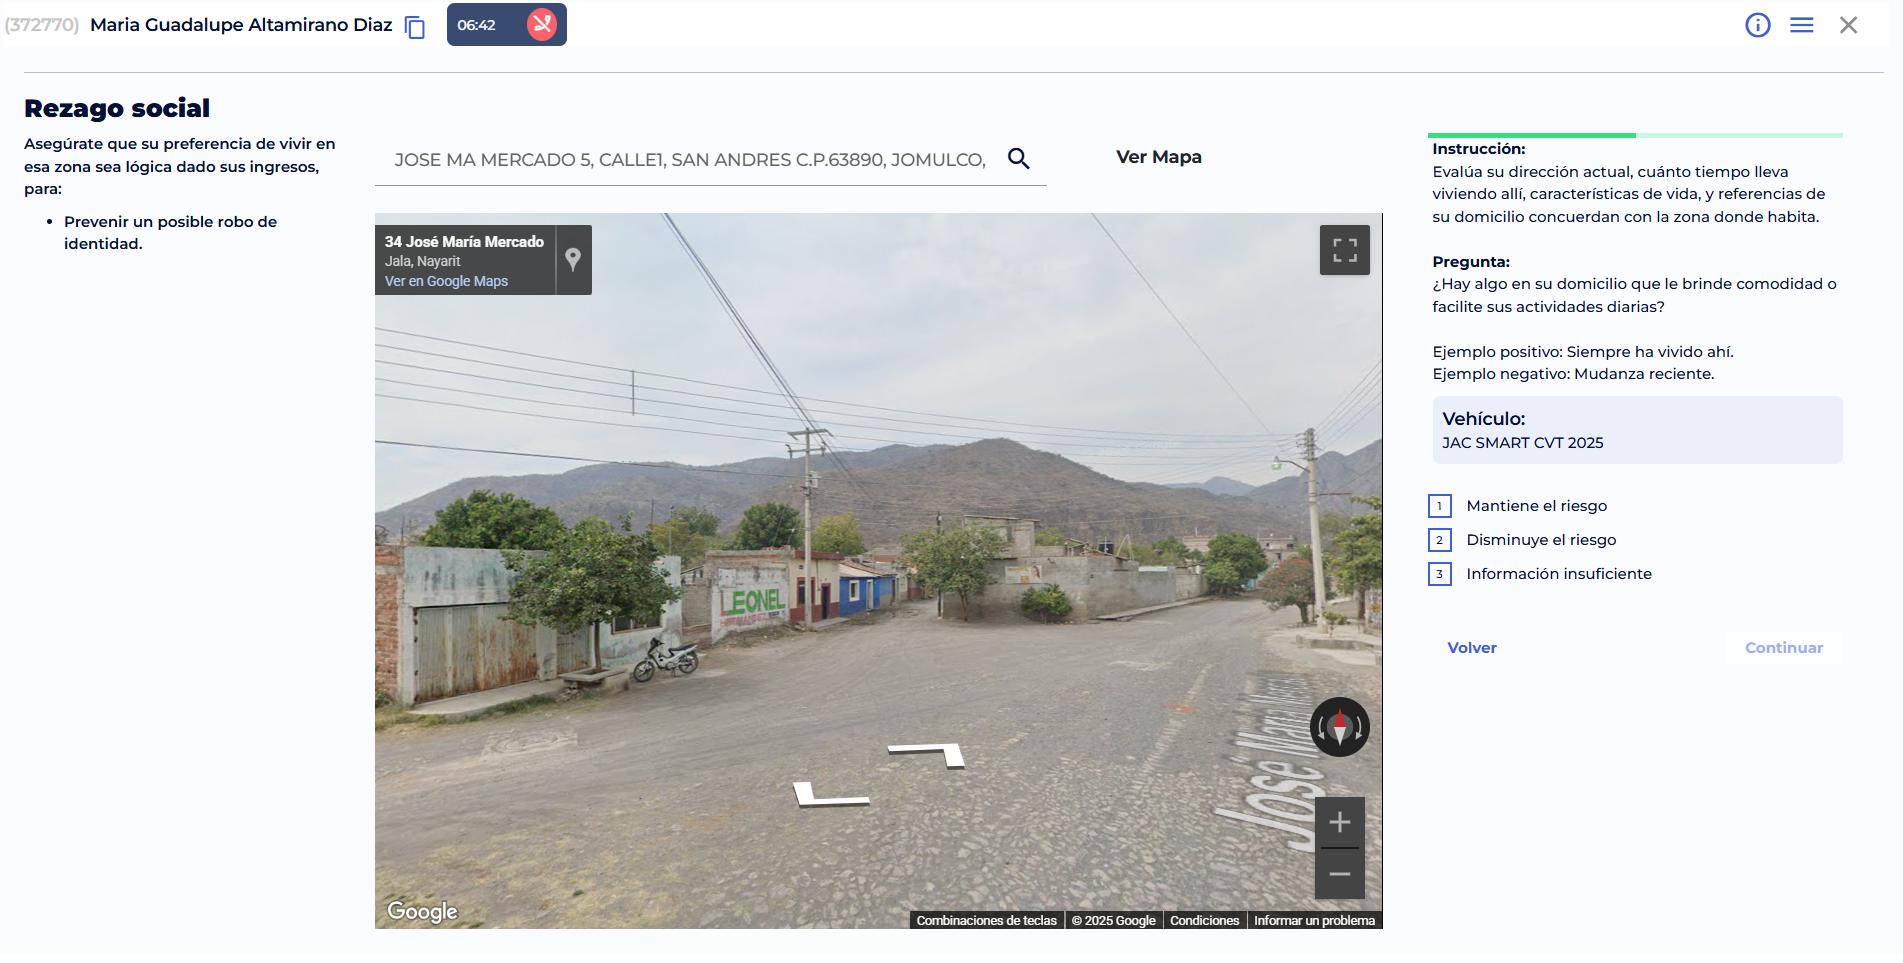 (372770) Maria Guadalupe Altamirano Diaz 06:42
Rezago social
Asegúrate que su preferencia de vivir en
esa zona sea lógica dado sus ingresos,
para:
• Prevenir un posible robo de
identidad.
JOSE MA MERCADO 5, CALLE1, SAN ANDRES C.P.63890, JOMULCO,
Ver Mapa
34 José María Mercado
Jala, Nayarit
Ver en Google Maps
LEONEL
José María Mercado
Google
Combinaciones de teclas © 2025 Google Condiciones Informar un problema
Instrucción:
Evalúa su dirección actual, cuánto tiempo lleva
viviendo allí, características de vida, y referencias de
su domicilio concuerdan con la zona donde habita.
Pregunta:
¿Hay algo en su domicilio que le brinde comodidad o
facilite sus actividades diarias?
Ejemplo positivo: Siempre ha vivido ahí.
Ejemplo negativo: Mudanza reciente.
Vehículo:
JAC SMART CVT 2025
1 Mantiene el riesgo
2 Disminuye el riesgo
3 Información insuficiente
Volver
Continuar